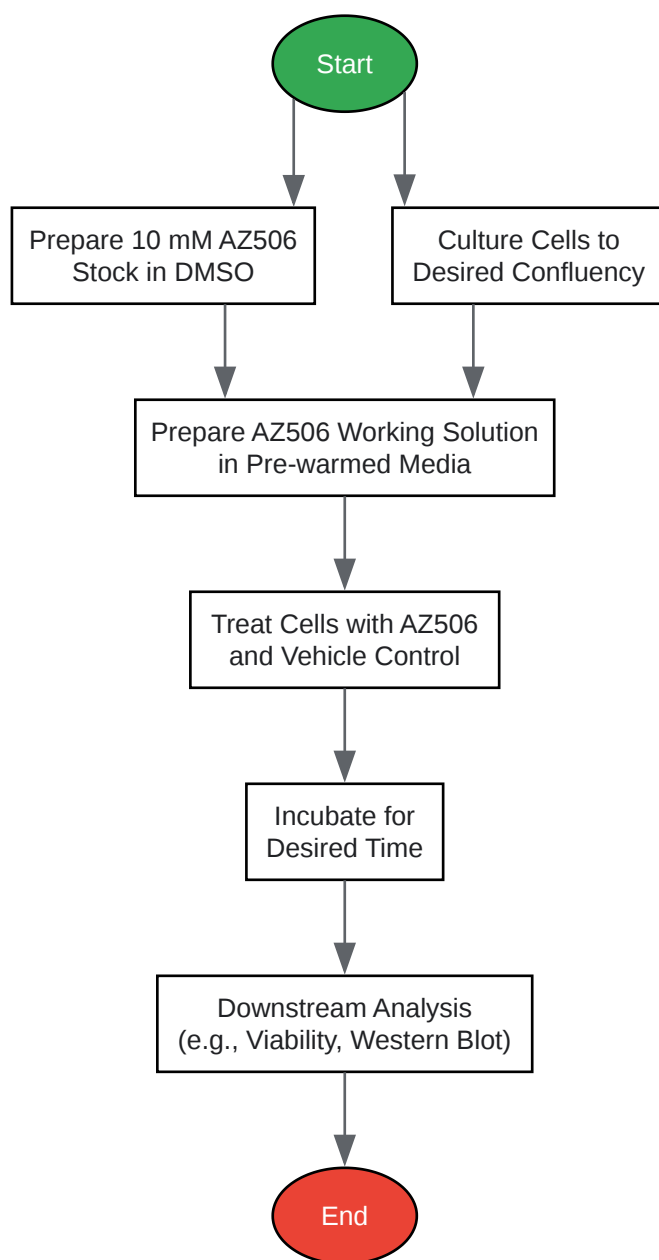 Start
Prepare 10 mM AZ506
Stock in DMSO
Culture Cells to
Desired Confluency
Prepare AZ506 Working Solution
in Pre-warmed Media
Treat Cells with AZ506
and Vehicle Control
Incubate for
Desired Time
Downstream Analysis
(e.g., Viability, Western Blot)
End